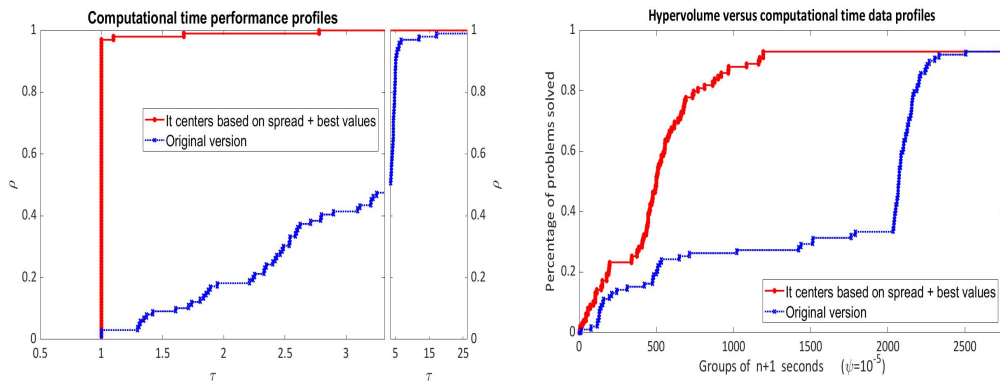 Computational time performance profiles
1
0.8
0.6
0.4
0.2
0
ρ
It centers based on spread + best values
Original version
0.5
1
1.5
2
2.5
3
τ
5
15
25
τ
1
0.8
0.6
0.4
0.2
0
ρ
Hypervolume versus computational time data profiles
Percentage of problems solved
1
0.8
0.6
0.4
0.2
0
It centers based on spread + best values
Original version
0
500
1000
1500
2000
2500
Groups of n+1 seconds (ψ=10⁻⁵)